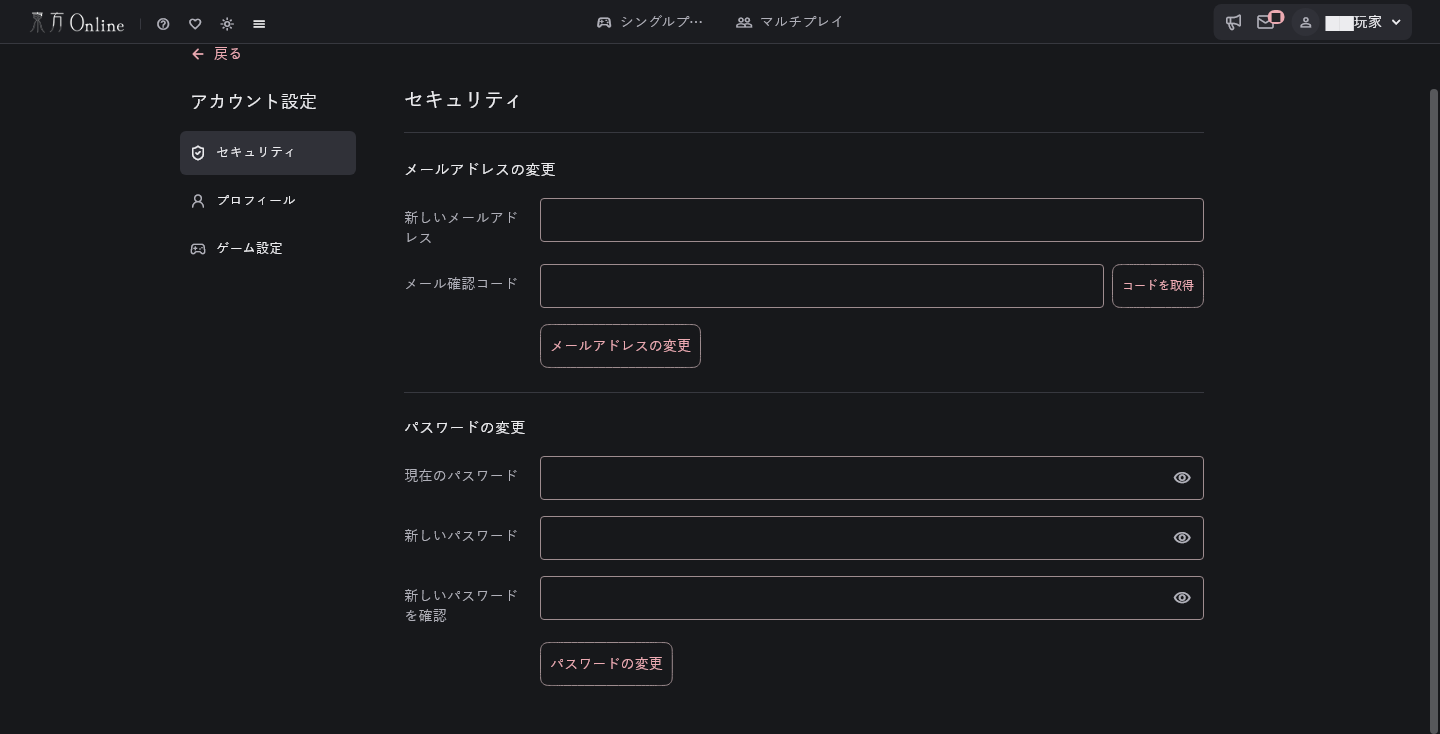 東方Online
シングルプ…
マルチプレイ
玩家
戻る
アカウント設定
セキュリティ
プロフィール
ゲーム設定
セキュリティ
メールアドレスの変更
新しいメールアド
レス
メール確認コード
コードを取得
メールアドレスの変更
パスワードの変更
現在のパスワード
新しいパスワード
新しいパスワード
を確認
パスワードの変更